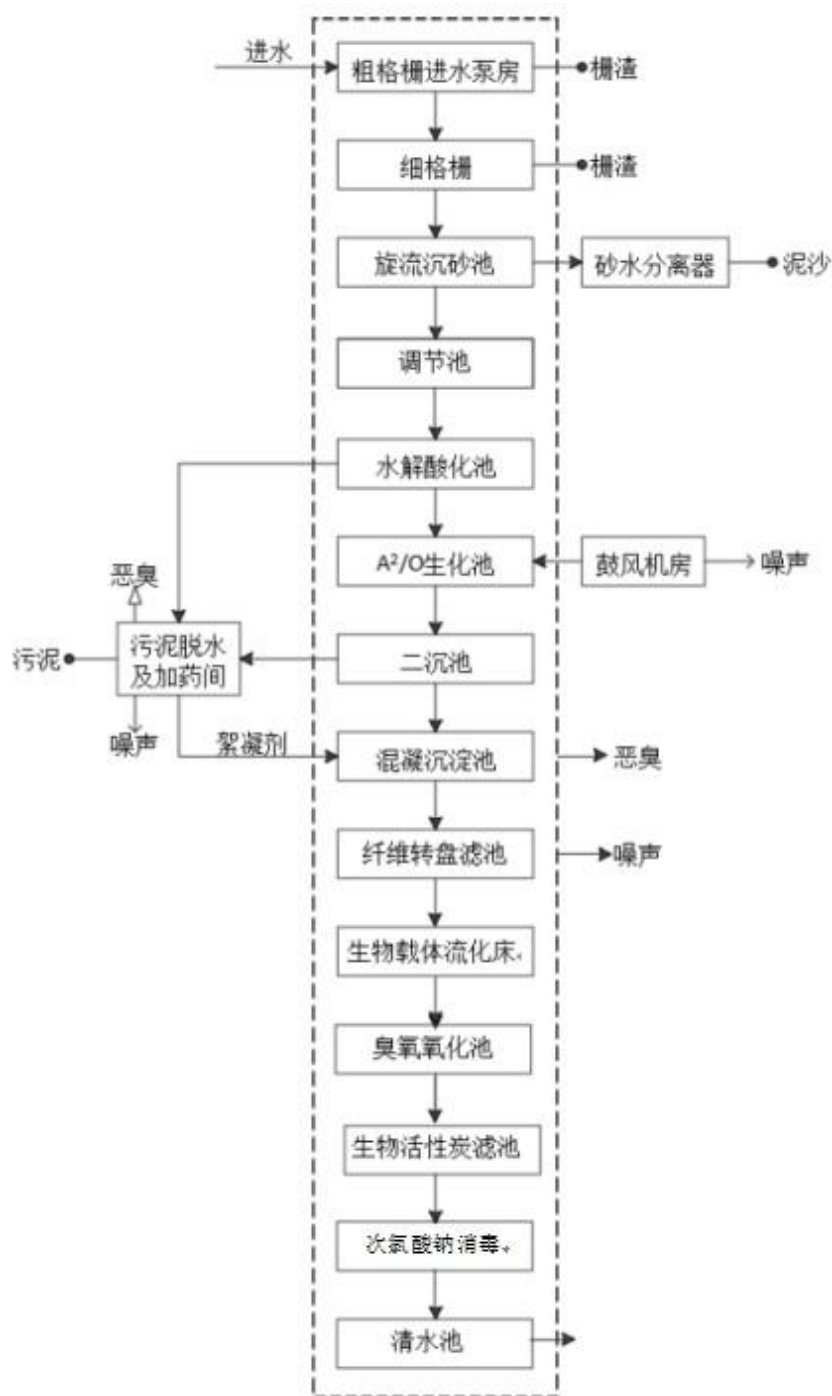 进水
粗格栅进水泵房
栅渣
细格栅
栅渣
旋流沉砂池
砂水分离器
泥沙
调节池
水解酸化池
A²/O生化池
鼓风机房
噪声
恶臭
污泥
污泥脱水
及加药间
二沉池
噪声
絮凝剂
混凝沉淀池
恶臭
纤维转盘滤池
噪声
生物载体流化床
臭氧氧化池
生物活性炭滤池
次氯酸钠消毒。
清水池